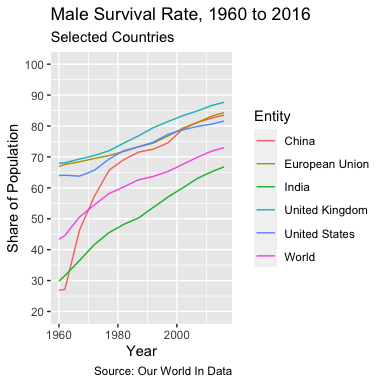 Male Survival Rate, 1960 to 2016
Selected Countries
100
90
80
70
60
50
40
30
20
Share of Population
1960
1980
2000
Year
Entity
China
European Union
India
United Kingdom
United States
World
Source: Our World In Data